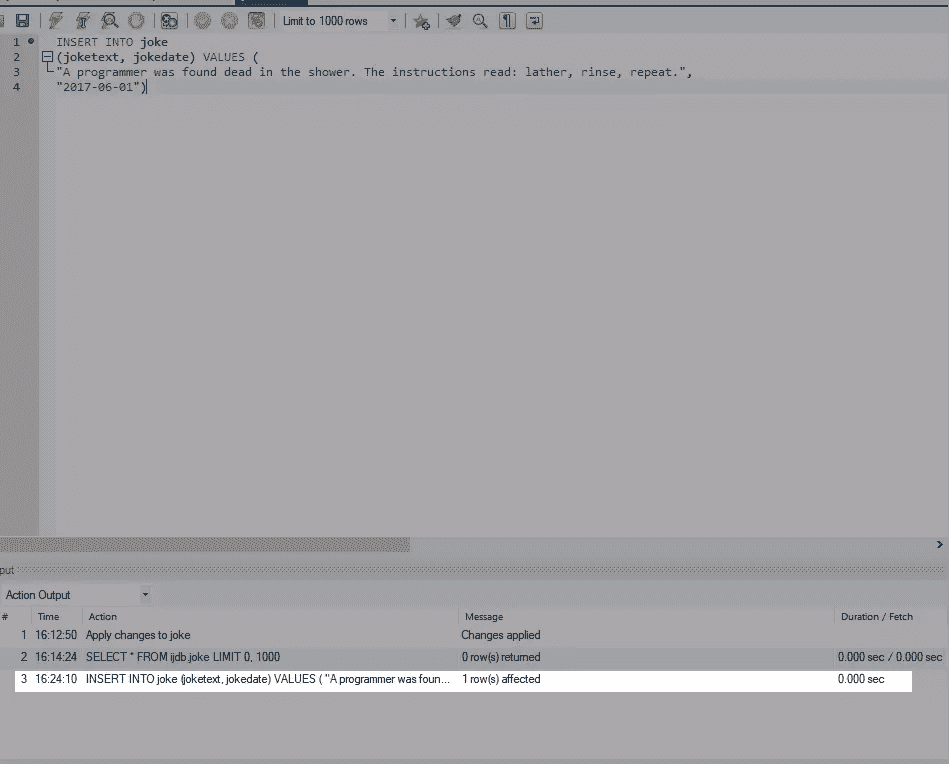 Limit to 1000 rows
1 INSERT INTO joke
2 (joketext, jokedate) VALUES (
3 "A programmer was found dead in the shower. The instructions read: lather, rinse, repeat.",
4 "2017-06-01")
put
Action Output
# Time Action Message Duration / Fetch
1 16:12:50 Apply changes to joke Changes applied
2 16:14:24 SELECT * FROM ijdb.joke LIMIT 0, 1000 0 row(s) returned 0.000 sec / 0.000 sec
3 16:24:10 INSERT INTO joke (joketext, jokedate) VALUES ( "A programmer was foun... 1 row(s) affected 0.000 sec